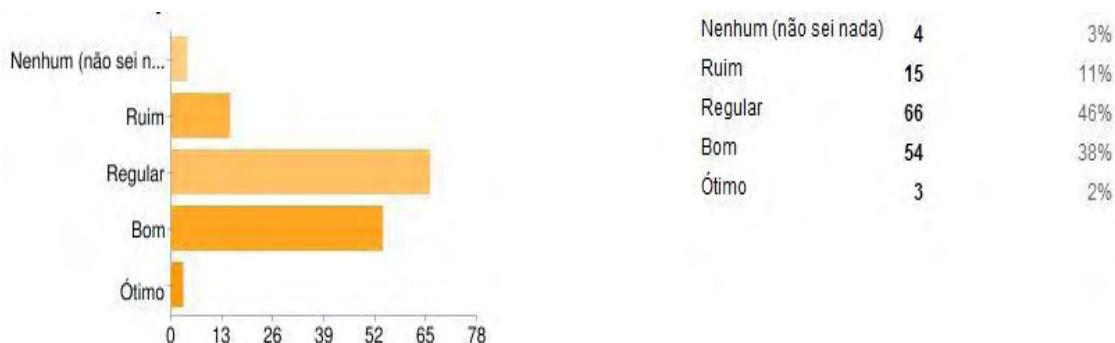 Nenhum (não sei n...
Ruim
Regular
Bom
Ótimo
0 13 26 39 52 65 78
Nenhum (não sei nada) 4 3%
Ruim 15 11%
Regular 66 46%
Bom 54 38%
Ótimo 3 2%